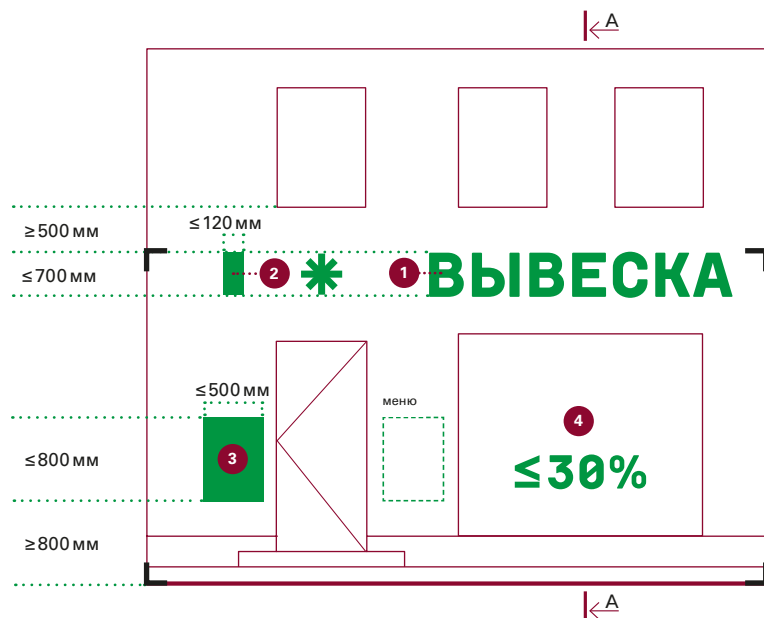 A
≥500 мм
≤120 мм
≤700 мм
2
1
ВЫВЕСКА
≤500 мм
меню
4
≤800 мм
3
≤30%
≥800 мм
A